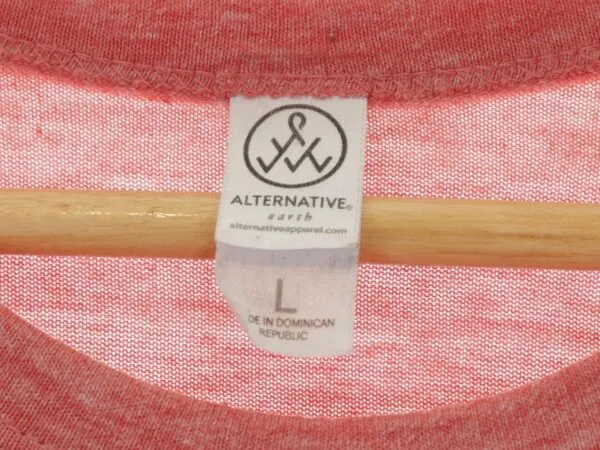 ALTERNATIVE®
earth
alternativeapparel.com
L
DE IN DOMINICAN
REPUBLIC